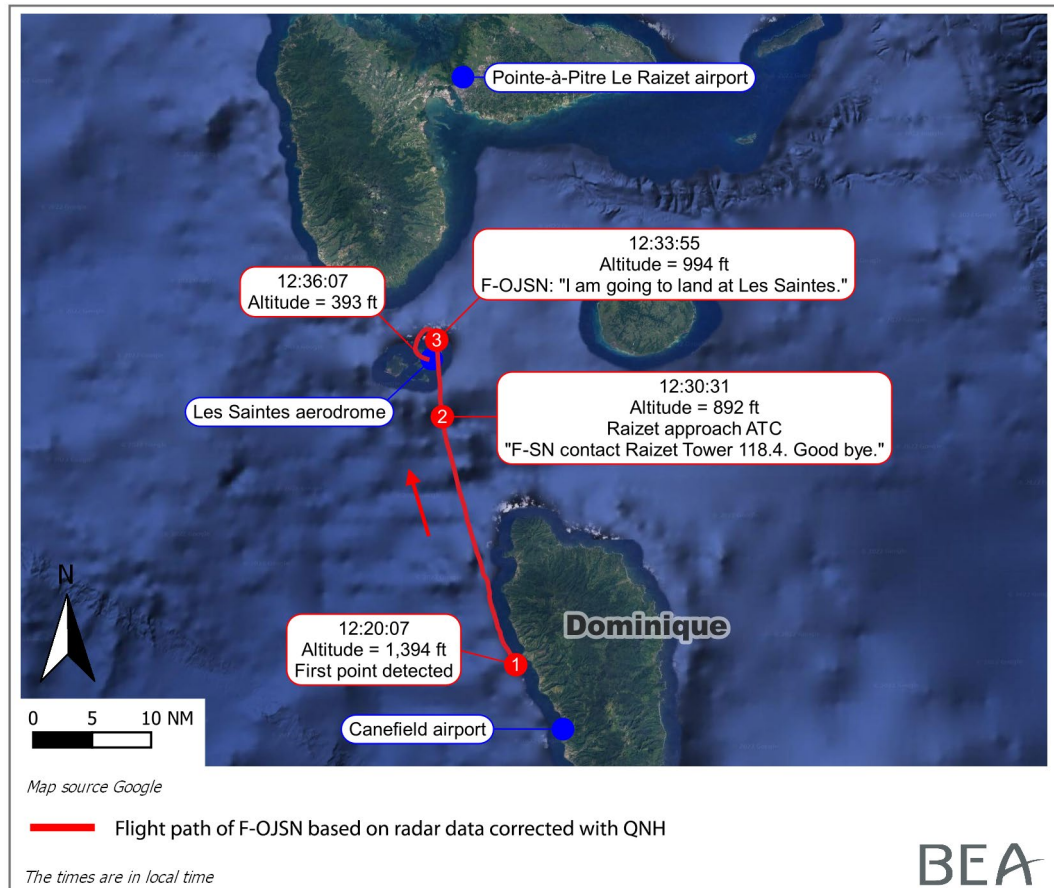 Pointe-à-Pitre Le Raizet airport
12:33:55
Altitude = 994 ft
F-OJSN: "I am going to land at Les Saintes."
12:36:07
Altitude = 393 ft
3
Les Saintes aerodrome
2
12:30:31
Altitude = 892 ft
Raizet approach ATC
"F-SN contact Raizet Tower 118.4. Good bye."
N
Dominique
12:20:07
Altitude = 1,394 ft
First point detected
1
Canefield airport
0 5 10 NM
Map source Google
Flight path of F-OJSN based on radar data corrected with QNH
The times are in local time
BEA